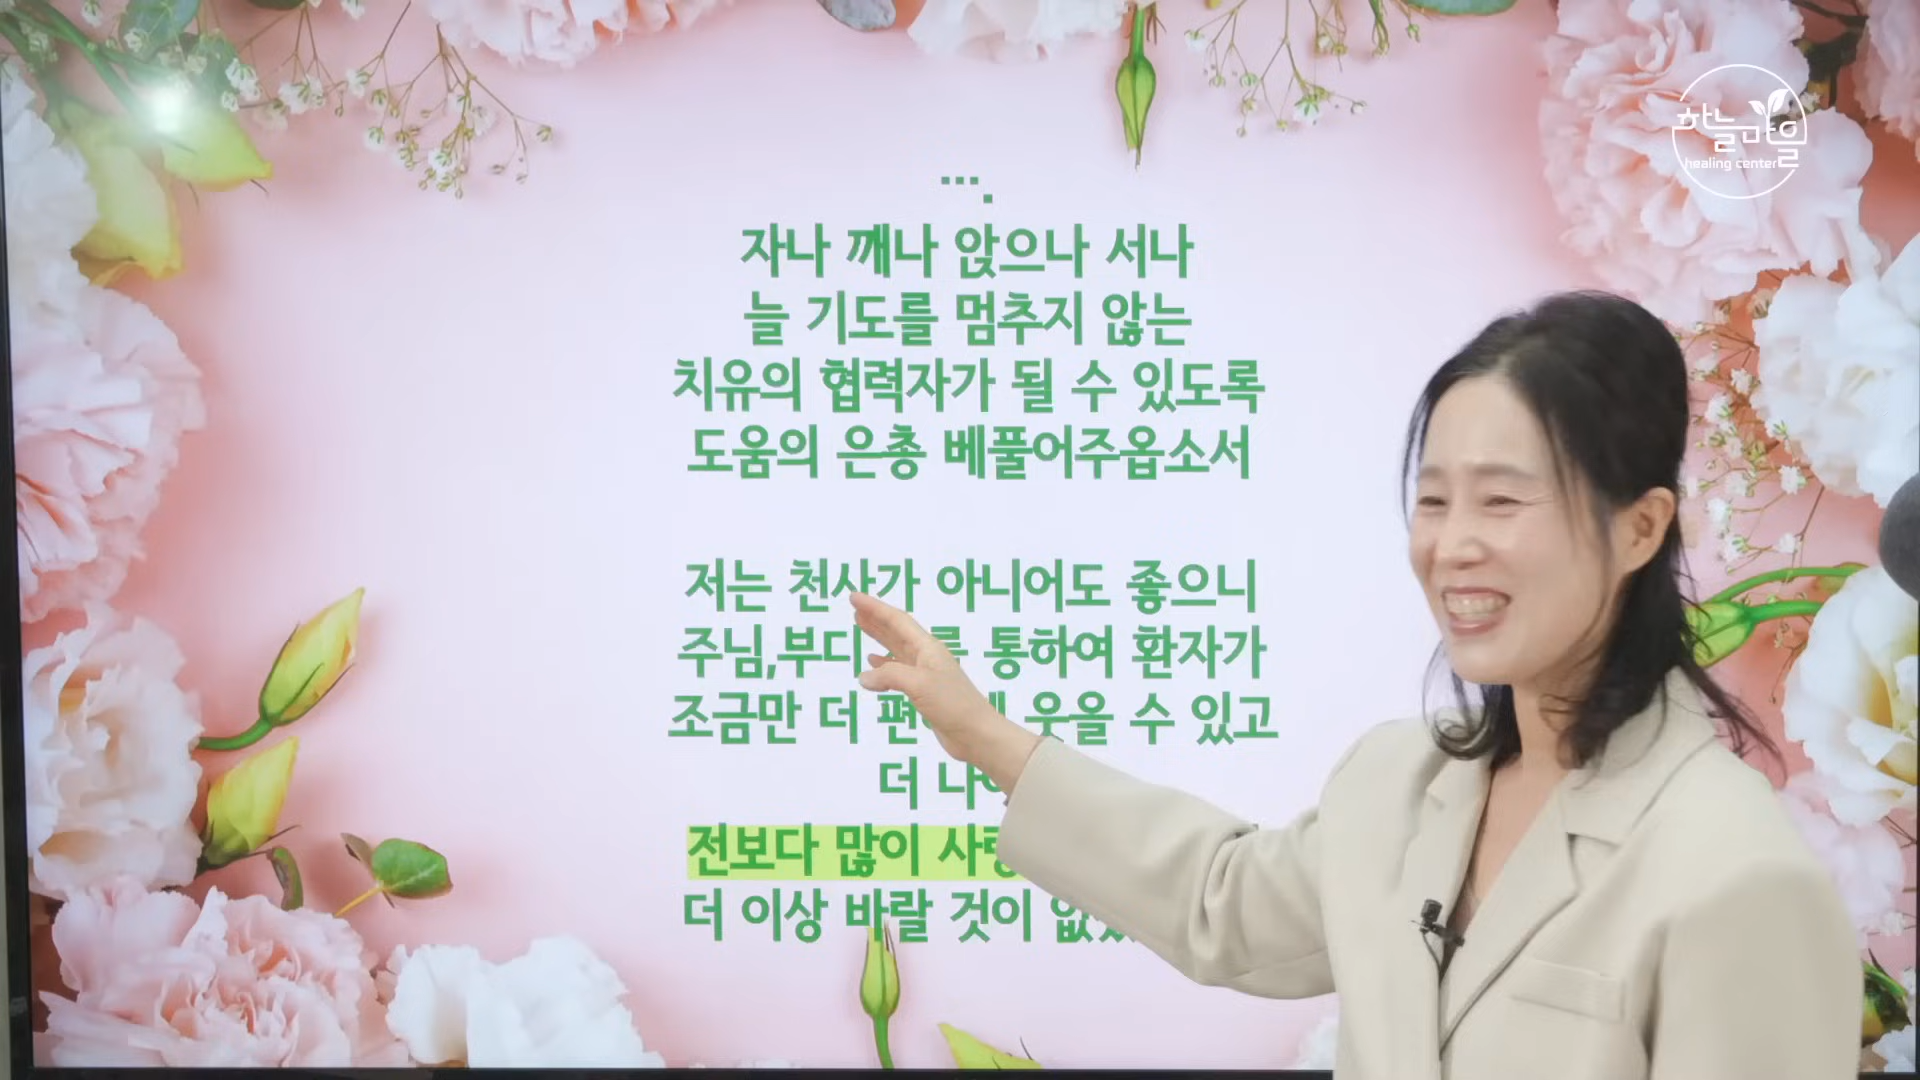 하늘마을
healing center
….
자나 깨나 앉으나 서나
늘 기도를 멈추지 않는
치유의 협력자가 될 수 있도록
도움의 은총 베풀어주옵소서
저는 천사가 아니어도 좋으니
주님,부디 통하여 환자가
조금만 더 웃을 수 있고
더
전보다 많이
더 이상 바랄 것이